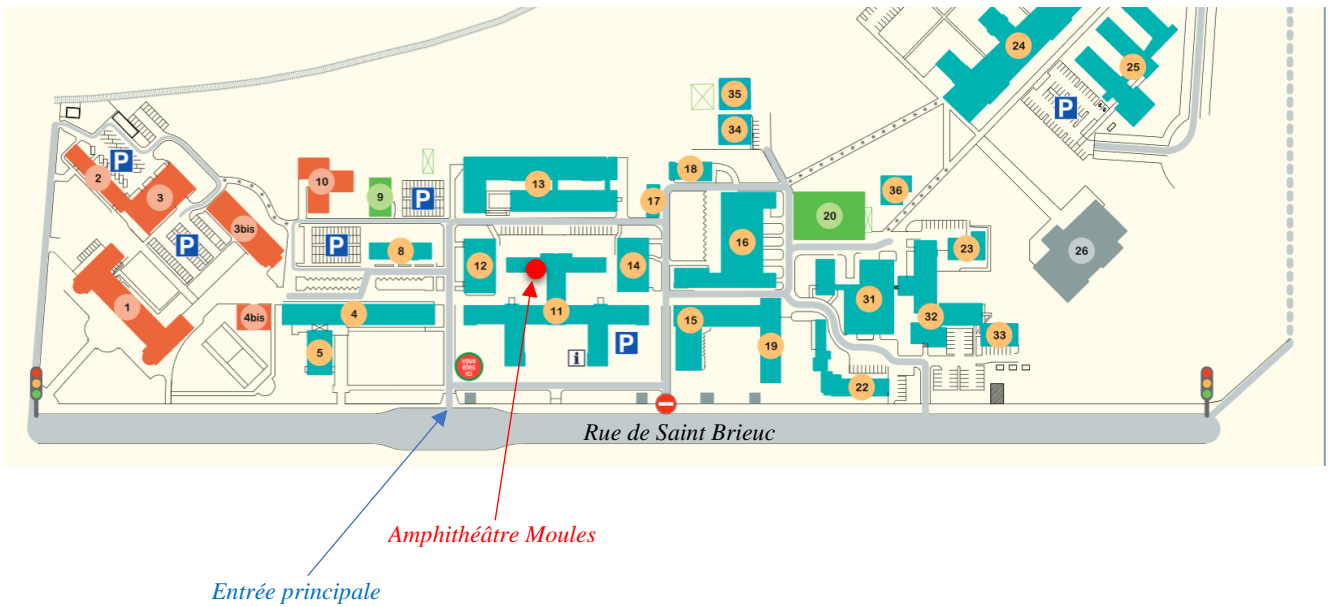 24
25
P
35
34
2
P
3
10
9
P
13
18
17
36
20
3bis
P
P
8
12
14
16
23
26
1
4bis
4
11
15
31
32
5
i
P
19
33
vous
êtes
ici
22
Rue de Saint Brieuc
Amphithéâtre Moules
Entrée principale